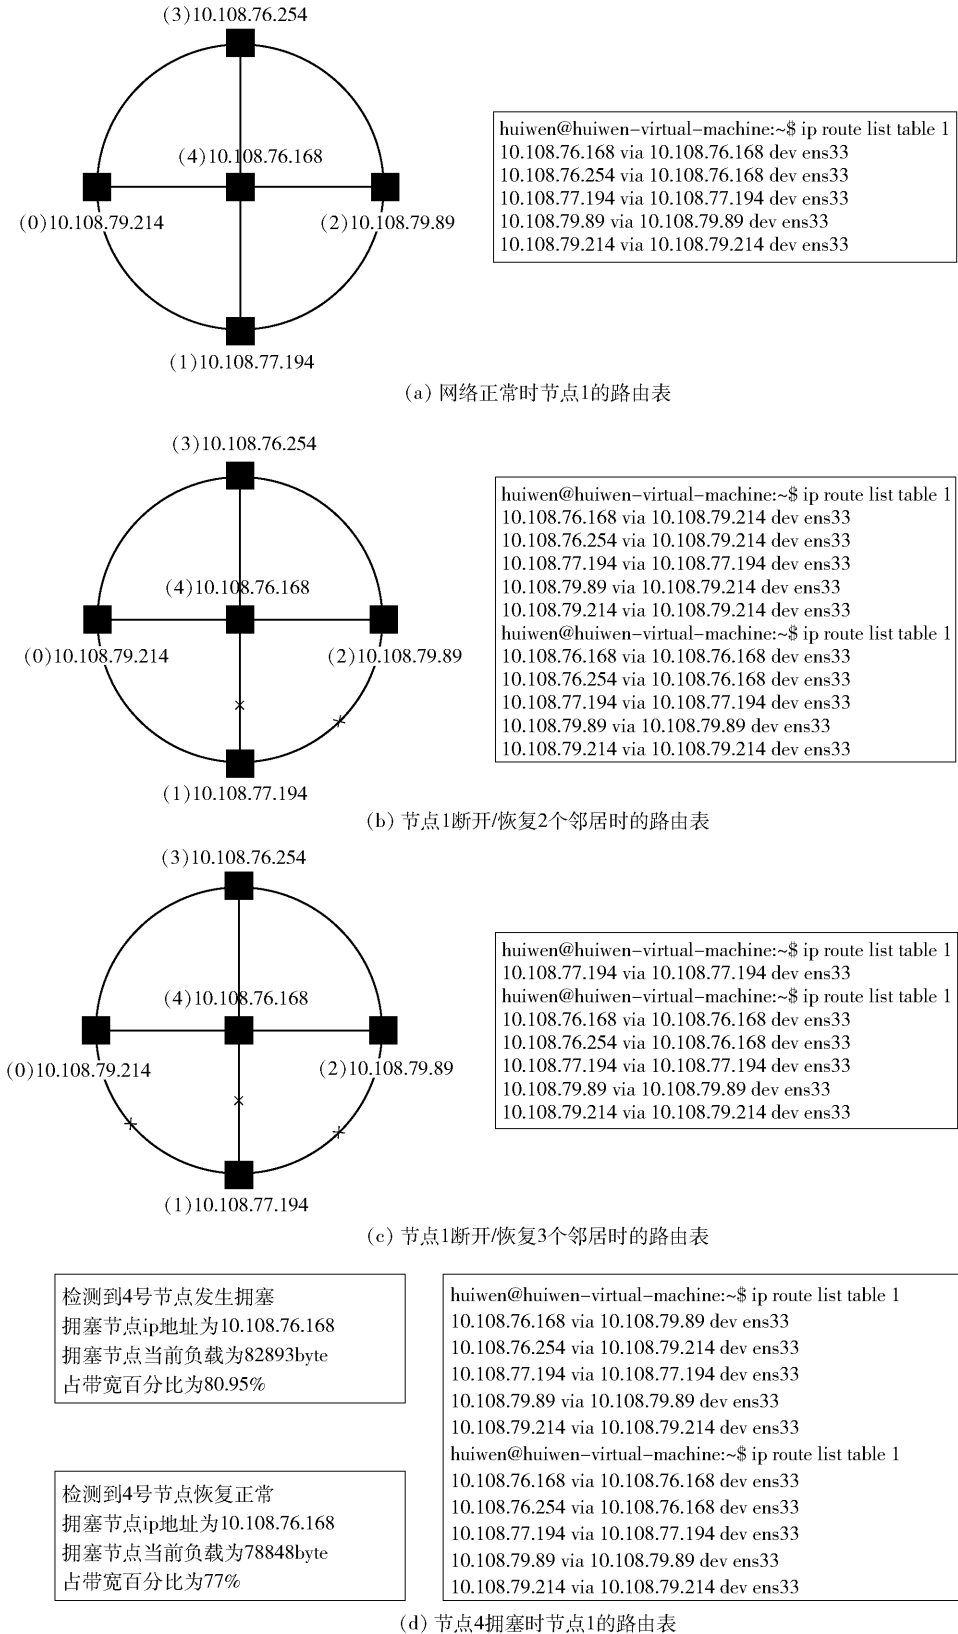 (3)10.108.76.254
(4)10.108.76.168
(0)10.108.79.214
(2)10.108.79.89
(1)10.108.77.194
huiwen@huiwen-virtual-machine:~$ ip route list table 1
10.108.76.168 via 10.108.76.168 dev ens33
10.108.76.254 via 10.108.76.168 dev ens33
10.108.77.194 via 10.108.77.194 dev ens33
10.108.79.89 via 10.108.79.89 dev ens33
10.108.79.214 via 10.108.79.214 dev ens33
(a) 网络正常时节点1的路由表
(3)10.108.76.254
(4)10.108.76.168
(0)10.108.79.214
(2)10.108.79.89
(1)10.108.77.194
huiwen@huiwen-virtual-machine:~$ ip route list table 1
10.108.76.168 via 10.108.79.214 dev ens33
10.108.76.254 via 10.108.79.214 dev ens33
10.108.77.194 via 10.108.77.194 dev ens33
10.108.79.89 via 10.108.79.214 dev ens33
10.108.79.214 via 10.108.79.214 dev ens33
huiwen@huiwen-virtual-machine:~$ ip route list table 1
10.108.76.168 via 10.108.76.168 dev ens33
10.108.76.254 via 10.108.76.168 dev ens33
10.108.77.194 via 10.108.77.194 dev ens33
10.108.79.89 via 10.108.79.89 dev ens33
10.108.79.214 via 10.108.79.214 dev ens33
(b) 节点1断开/恢复2个邻居时的路由表
(3)10.108.76.254
(4)10.108.76.168
(0)10.108.79.214
(2)10.108.79.89
(1)10.108.77.194
huiwen@huiwen-virtual-machine:~$ ip route list table 1
10.108.77.194 via 10.108.77.194 dev ens33
huiwen@huiwen-virtual-machine:~$ ip route list table 1
10.108.76.168 via 10.108.76.168 dev ens33
10.108.76.254 via 10.108.76.168 dev ens33
10.108.77.194 via 10.108.77.194 dev ens33
10.108.79.89 via 10.108.79.89 dev ens33
10.108.79.214 via 10.108.79.214 dev ens33
(c) 节点1断开/恢复3个邻居时的路由表
检测到4号节点发生拥塞
拥塞节点ip地址为10.108.76.168
拥塞节点当前负载为82893byte
占带宽百分比为80.95%
检测到4号节点恢复正常
拥塞节点ip地址为10.108.76.168
拥塞节点当前负载为78848byte
占带宽百分比为77%
huiwen@huiwen-virtual-machine:~$ ip route list table 1
10.108.76.168 via 10.108.79.89 dev ens33
10.108.76.254 via 10.108.79.214 dev ens33
10.108.77.194 via 10.108.77.194 dev ens33
10.108.79.89 via 10.108.79.89 dev ens33
10.108.79.214 via 10.108.79.214 dev ens33
huiwen@huiwen-virtual-machine:~$ ip route list table 1
10.108.76.168 via 10.108.76.168 dev ens33
10.108.76.254 via 10.108.76.168 dev ens33
10.108.77.194 via 10.108.77.194 dev ens33
10.108.79.89 via 10.108.79.89 dev ens33
10.108.79.214 via 10.108.79.214 dev ens33
(d) 节点4拥塞时节点1的路由表